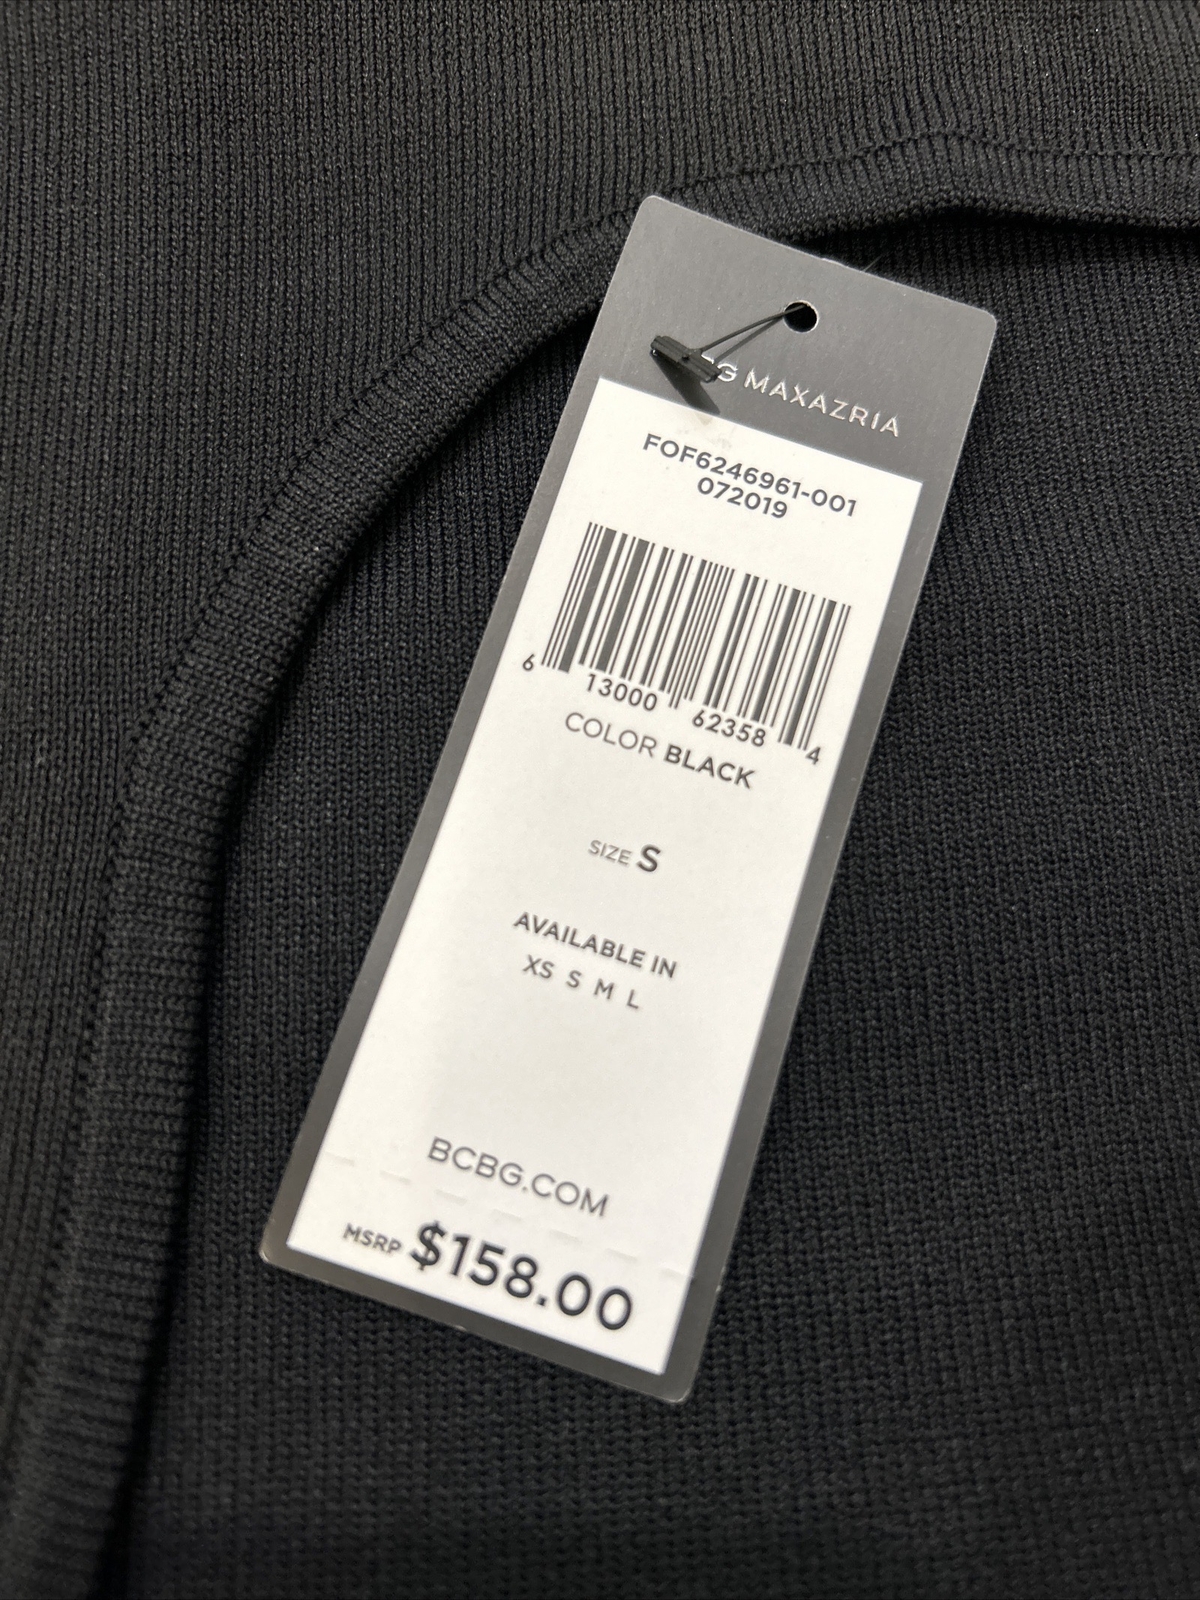 G MAXAZRIA
FOF6246961-001
072019
6 13000 62358 4
COLOR BLACK
SIZE S
AVAILABLE IN
XS S M L
BCBG.COM
MSRP $158.00